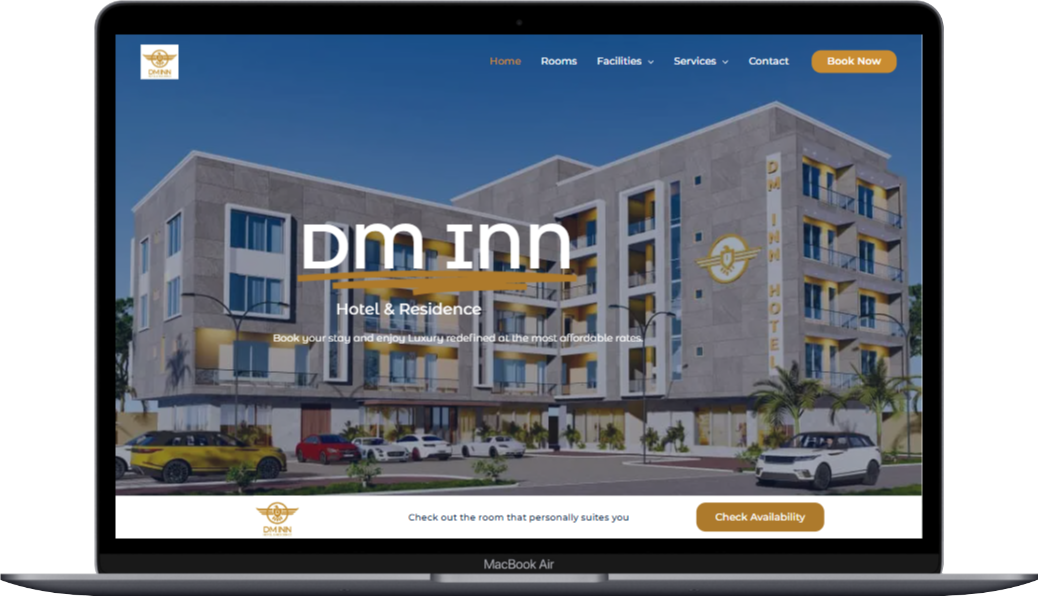 DM INN
Home Rooms Facilities Services Contact Book Now
DM INN HOTEL
DM Inn
Hotel & Residence
Book your stay and enjoy Luxury redefined at the most affordable rates.
DM INN
Check out the room that personally suites you
Check Availability
MacBook Air